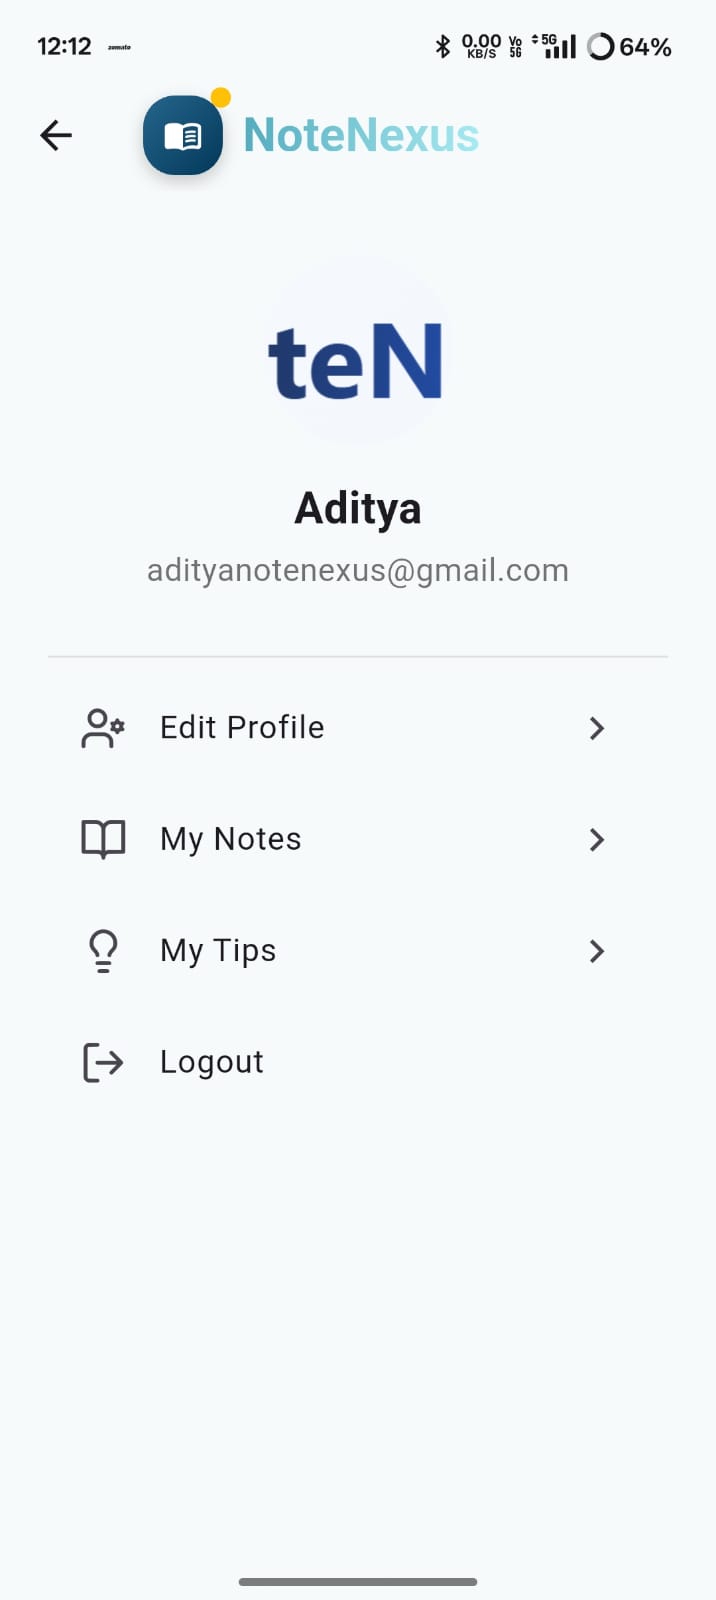 12:12 zomato 0.00 KB/S Vo 5G 5G 64%
NoteNexus
teN
Aditya
adityanotenexus@gmail.com
Edit Profile
My Notes
My Tips
Logout